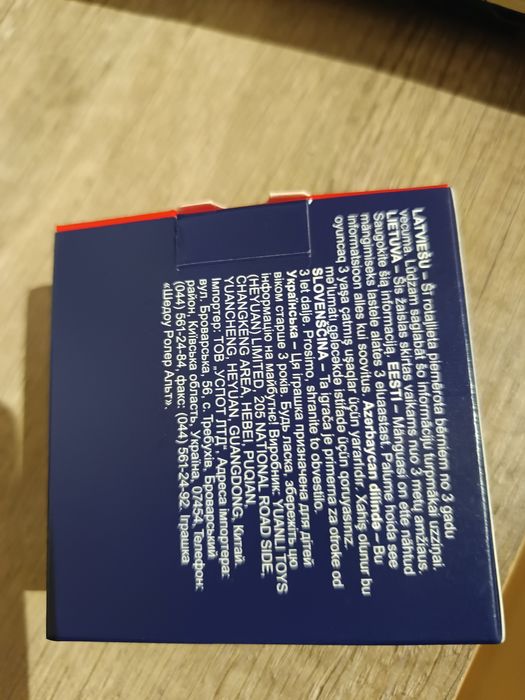 LATVIEŠU – Šī rotaļlieta piemērota bērniem no 3 gadu
vecuma. Lūdzam saglabāt šo informāciju turpmākai uzziņai.
LIETUVA – Šis žaislas skirtas vaikams nuo 3 metų amžiaus.
Saugokite šią informaciją. EESTI – Mänguasi on ette nähtud
mängimiseks lastele alates 3 eluaastast. Palume hoida see
informatsioon alles kui soovitus. Azərbaycan dilində – Bu
oyuncaq 3 yaşa çatmış uşaqlar üçün yararlıdır. Xahiş olunur bu
məlumatı gələcəkdə istifadə üçün qoruyasınız.
SLOVENŠČINA – Ta igrača je primerna za otroke od
3 let dalje. Prosimo, shranite to obvestilo.
Українська – Ця іграшка призначена для дітей
віком старше 3 років. Будь ласка, збережіть цю
інформацію на майбутнє! Виробник: YUANLI TOYS
(HEYUAN) LIMITED, 205 NATIONAL ROAD SIDE,
CHANGKENG AREA, HEBEI, PUQIAN,
YUANCHENG, HEYUAN, GUANGDONG, Китай.
Імпортер: ТОВ „УСПОТ ЛТД“. Адреса імпортера:
вул. Броварська, 56, с. Требухів, Броварський
район, Київська область, Україна, 07454. Телефон:
(044) 561-24-84, факс: (044) 561-24-92. Іграшка
«Шедоу Ропер Альт».